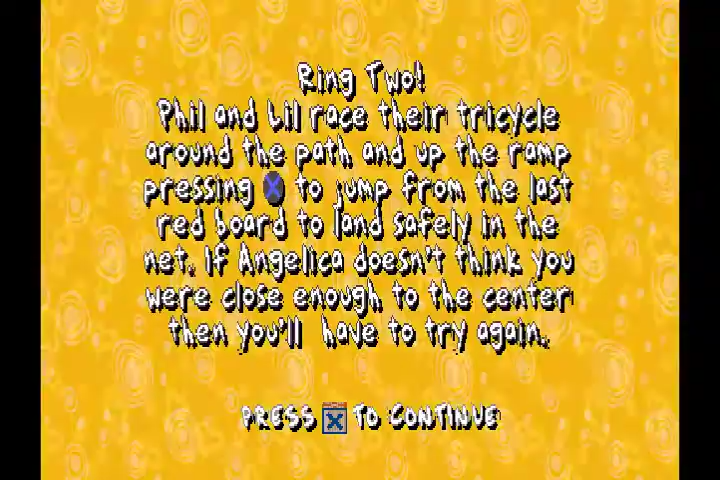 Ring Two!
Phil and Lil race their tricycle
around the path and up the ramp
pressing X to jump from the last
red board to land safely in the
net. If Angelica doesn't think you
were close enough to the center
then you'll have to try again.
PRESS X TO CONTINUE